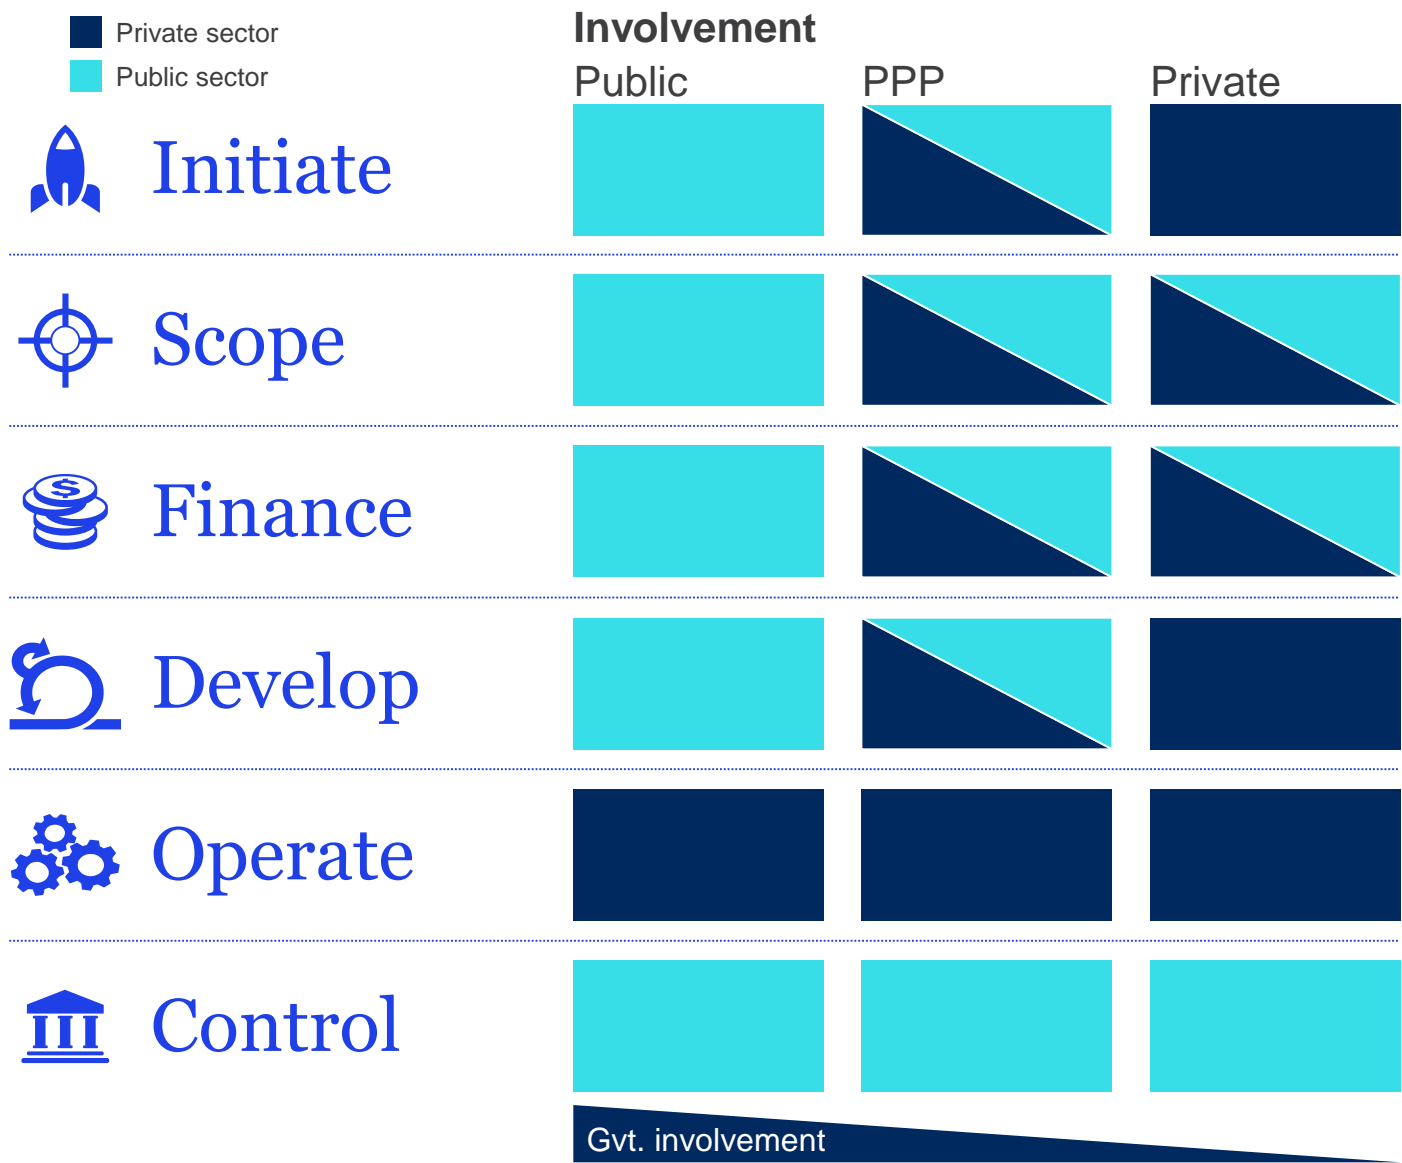 Private sector
Public sector
Involvement
Public PPP Private
Initiate
Scope
$
Finance
Develop
Operate
Control
Gvt. involvement